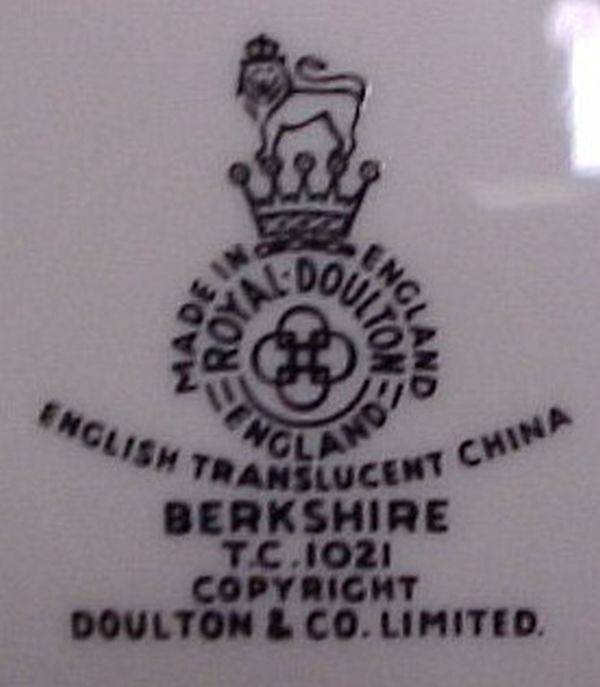 MADE IN ENGLAND
ROYAL·DOULTON
ENGLAND
ENGLISH TRANSLUCENT CHINA
BERKSHIRE
T.C.1021
COPYRIGHT
DOULTON & CO. LIMITED.